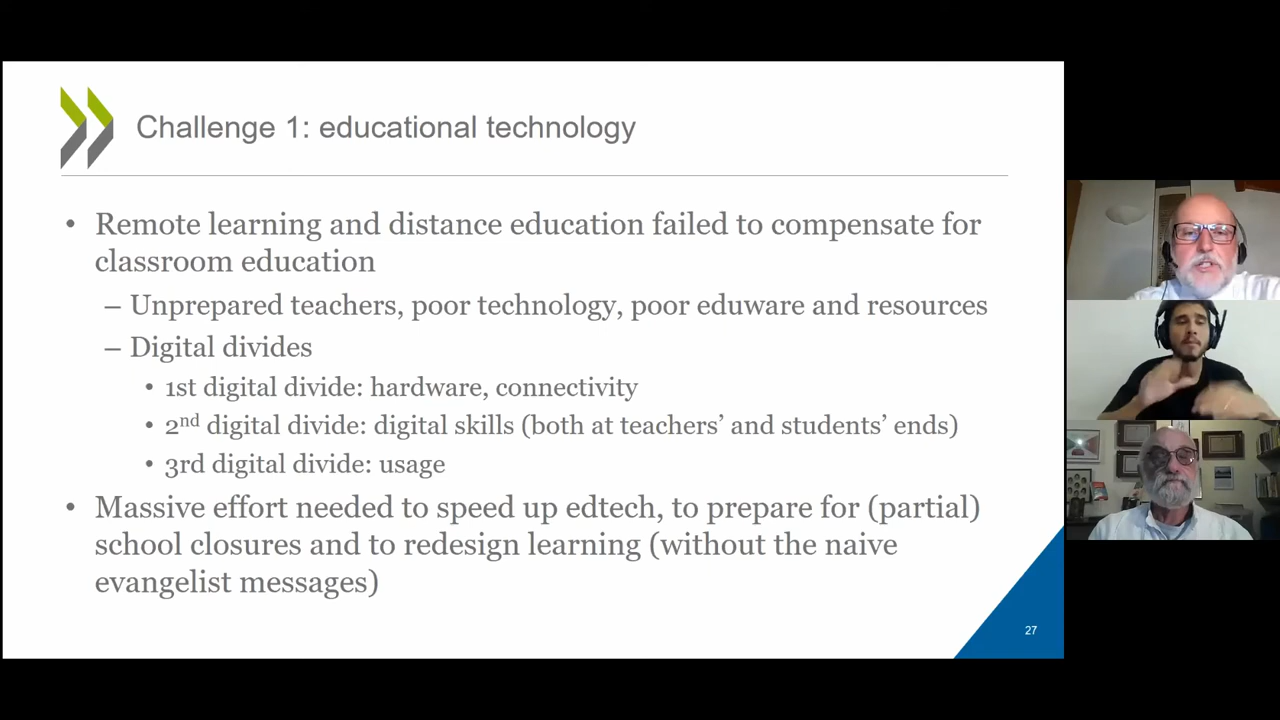 Challenge 1: educational technology
• Remote learning and distance education failed to compensate for
classroom education
– Unprepared teachers, poor technology, poor eduware and resources
– Digital divides
• 1st digital divide: hardware, connectivity
• 2nd digital divide: digital skills (both at teachers’ and students’ ends)
• 3rd digital divide: usage
• Massive effort needed to speed up edtech, to prepare for (partial)
school closures and to redesign learning (without the naive
evangelist messages)
27